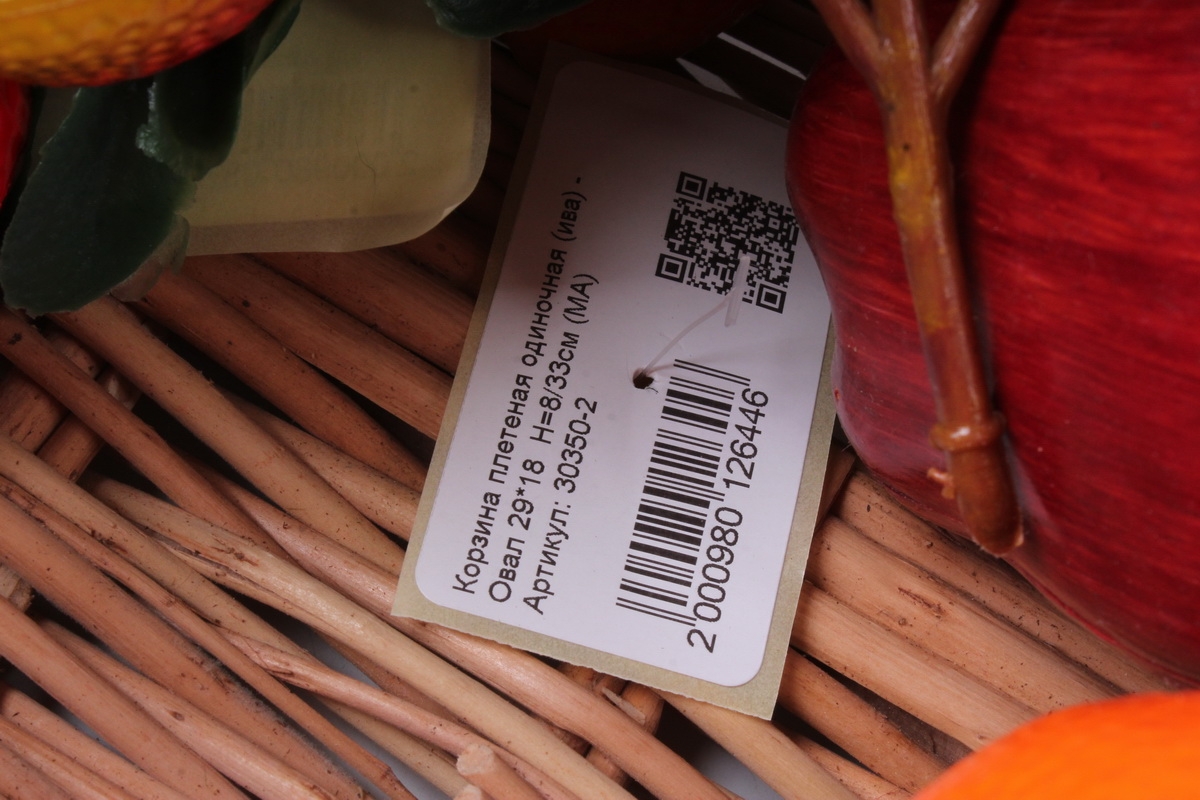 Корзина плетеная одиночная (ива) -
Овал 29*18 H=8/33см (МА)
Артикул: 30350-2
2 000980 126446